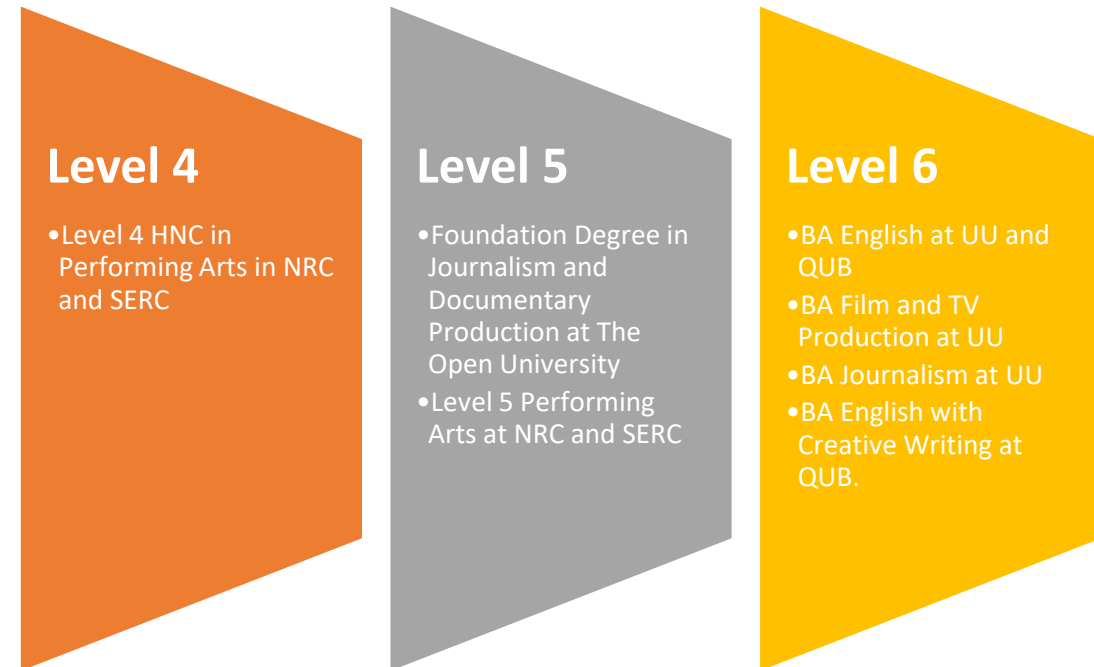 Level 4
•Level 4 HNC in
Performing Arts in NRC
and SERC
Level 5
•Foundation Degree in
Journalism and
Documentary
Production at The
Open University
•Level 5 Performing
Arts at NRC and SERC
Level 6
•BA English at UU and
QUB
•BA Film and TV
Production at UU
•BA Journalism at UU
•BA English with
Creative Writing at
QUB.